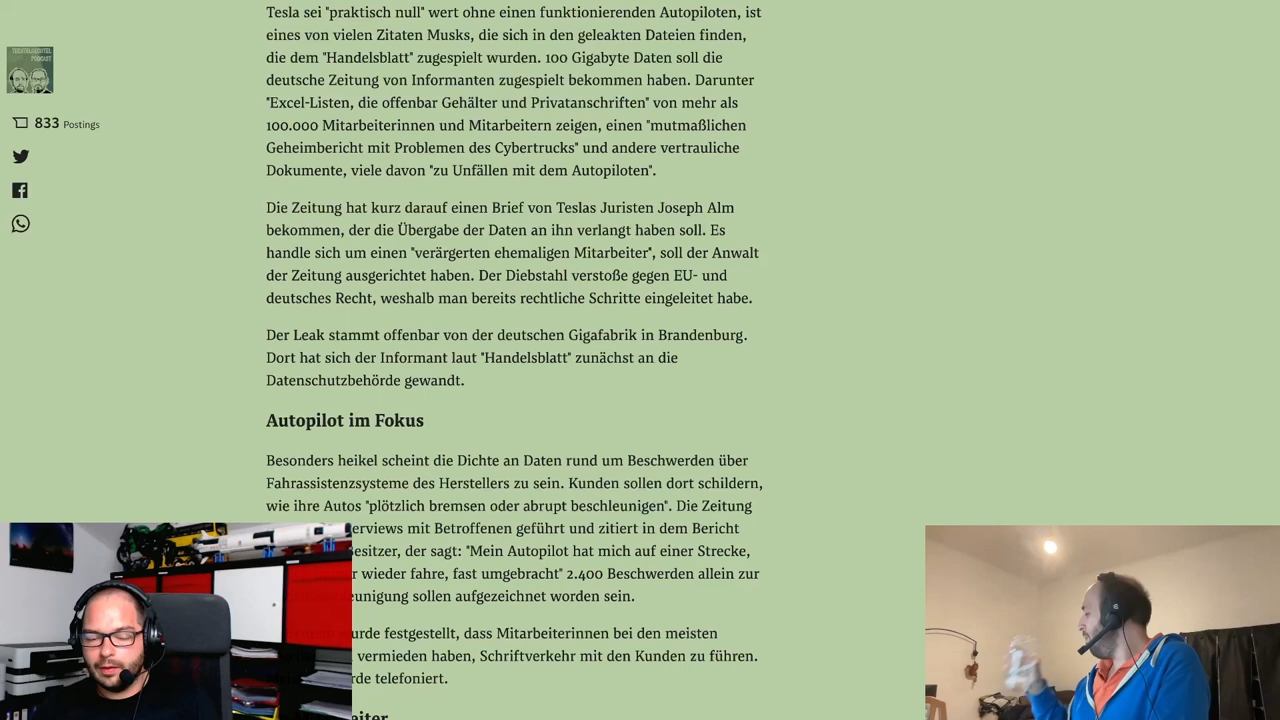 Tesla sei "praktisch null" wert ohne einen funktionierenden Autopiloten, ist
eines von vielen Zitaten Musks, die sich in den geleakten Dateien finden,
die dem "Handelsblatt" zugespielt wurden. 100 Gigabyte Daten soll die
deutsche Zeitung von Informanten zugespielt bekommen haben. Darunter
"Excel-Listen, die offenbar Gehälter und Privatanschriften" von mehr als
100.000 Mitarbeiterinnen und Mitarbeitern zeigen, einen "mutmaßlichen
Geheimbericht mit Problemen des Cybertrucks" und andere vertrauliche
Dokumente, viele davon "zu Unfällen mit dem Autopiloten".
PODCAST
833 Postings
Die Zeitung hat kurz darauf einen Brief von Teslas Juristen Joseph Alm
bekommen, der die Übergabe der Daten an ihn verlangt haben soll. Es
handle sich um einen "verärgerten ehemaligen Mitarbeiter", soll der Anwalt
der Zeitung ausgerichtet haben. Der Diebstahl verstoße gegen EU- und
deutsches Recht, weshalb man bereits rechtliche Schritte eingeleitet habe.
Der Leak stammt offenbar von der deutschen Gigafabrik in Brandenburg.
Dort hat sich der Informant laut "Handelsblatt" zunächst an die
Datenschutzbehörde gewandt.
Autopilot im Fokus
Besonders heikel scheint die Dichte an Daten rund um Beschwerden über
Fahrassistenzsysteme des Herstellers zu sein. Kunden sollen dort schildern,
wie ihre Autos "plötzlich bremsen oder abrupt beschleunigen". Die Zeitung
erviews mit Betroffenen geführt und zitiert in dem Bericht
esitzer, der sagt: "Mein Autopilot hat mich auf einer Strecke,
r wieder fahre, fast umgebracht" 2.400 Beschwerden allein zur
eunigung sollen aufgezeichnet worden sein.
urde festgestellt, dass Mitarbeiterinnen bei den meisten
vermieden haben, Schriftverkehr mit den Kunden zu führen.
rde telefoniert.
eiter